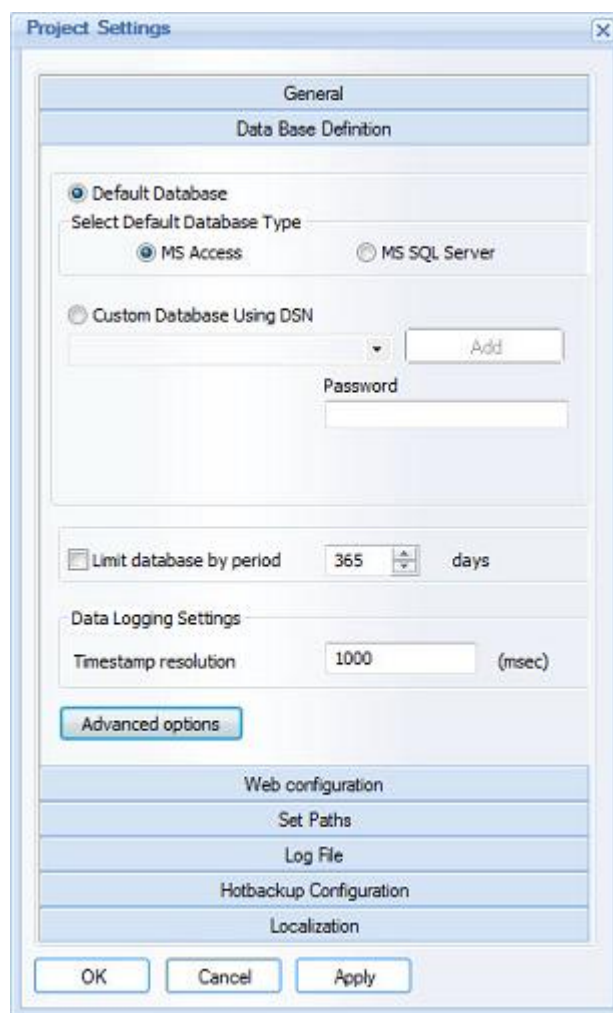 Project Settings
General
Data Base Definition
Default Database
Select Default Database Type
MS Access MS SQL Server
Custom Database Using DSN
Add
Password
Limit database by period 365 days
Data Logging Settings
Timestamp resolution 1000 (msec)
Advanced options
Web configuration
Set Paths
Log File
Hotbackup Configuration
Localization
OK Cancel Apply